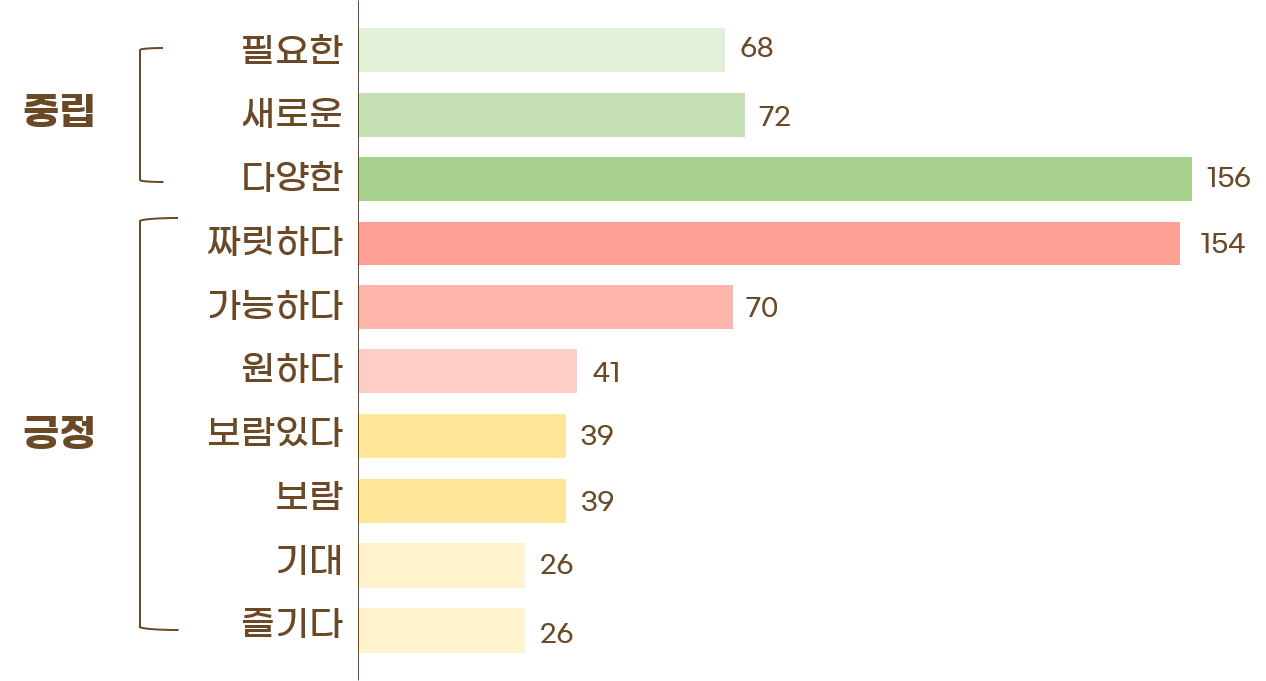 중립
필요한 68
새로운 72
다양한 156
긍정
짜릿하다 154
가능하다 70
원하다 41
보람있다 39
보람 39
기대 26
즐기다 26